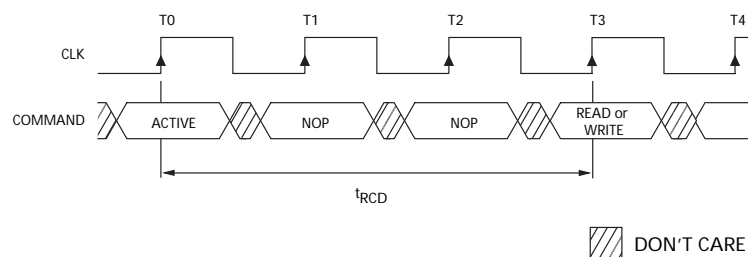 T0 T1 T2 T3 T4
CLK
COMMAND ACTIVE NOP NOP READ or
WRITE
tRCD
DON'T CARE